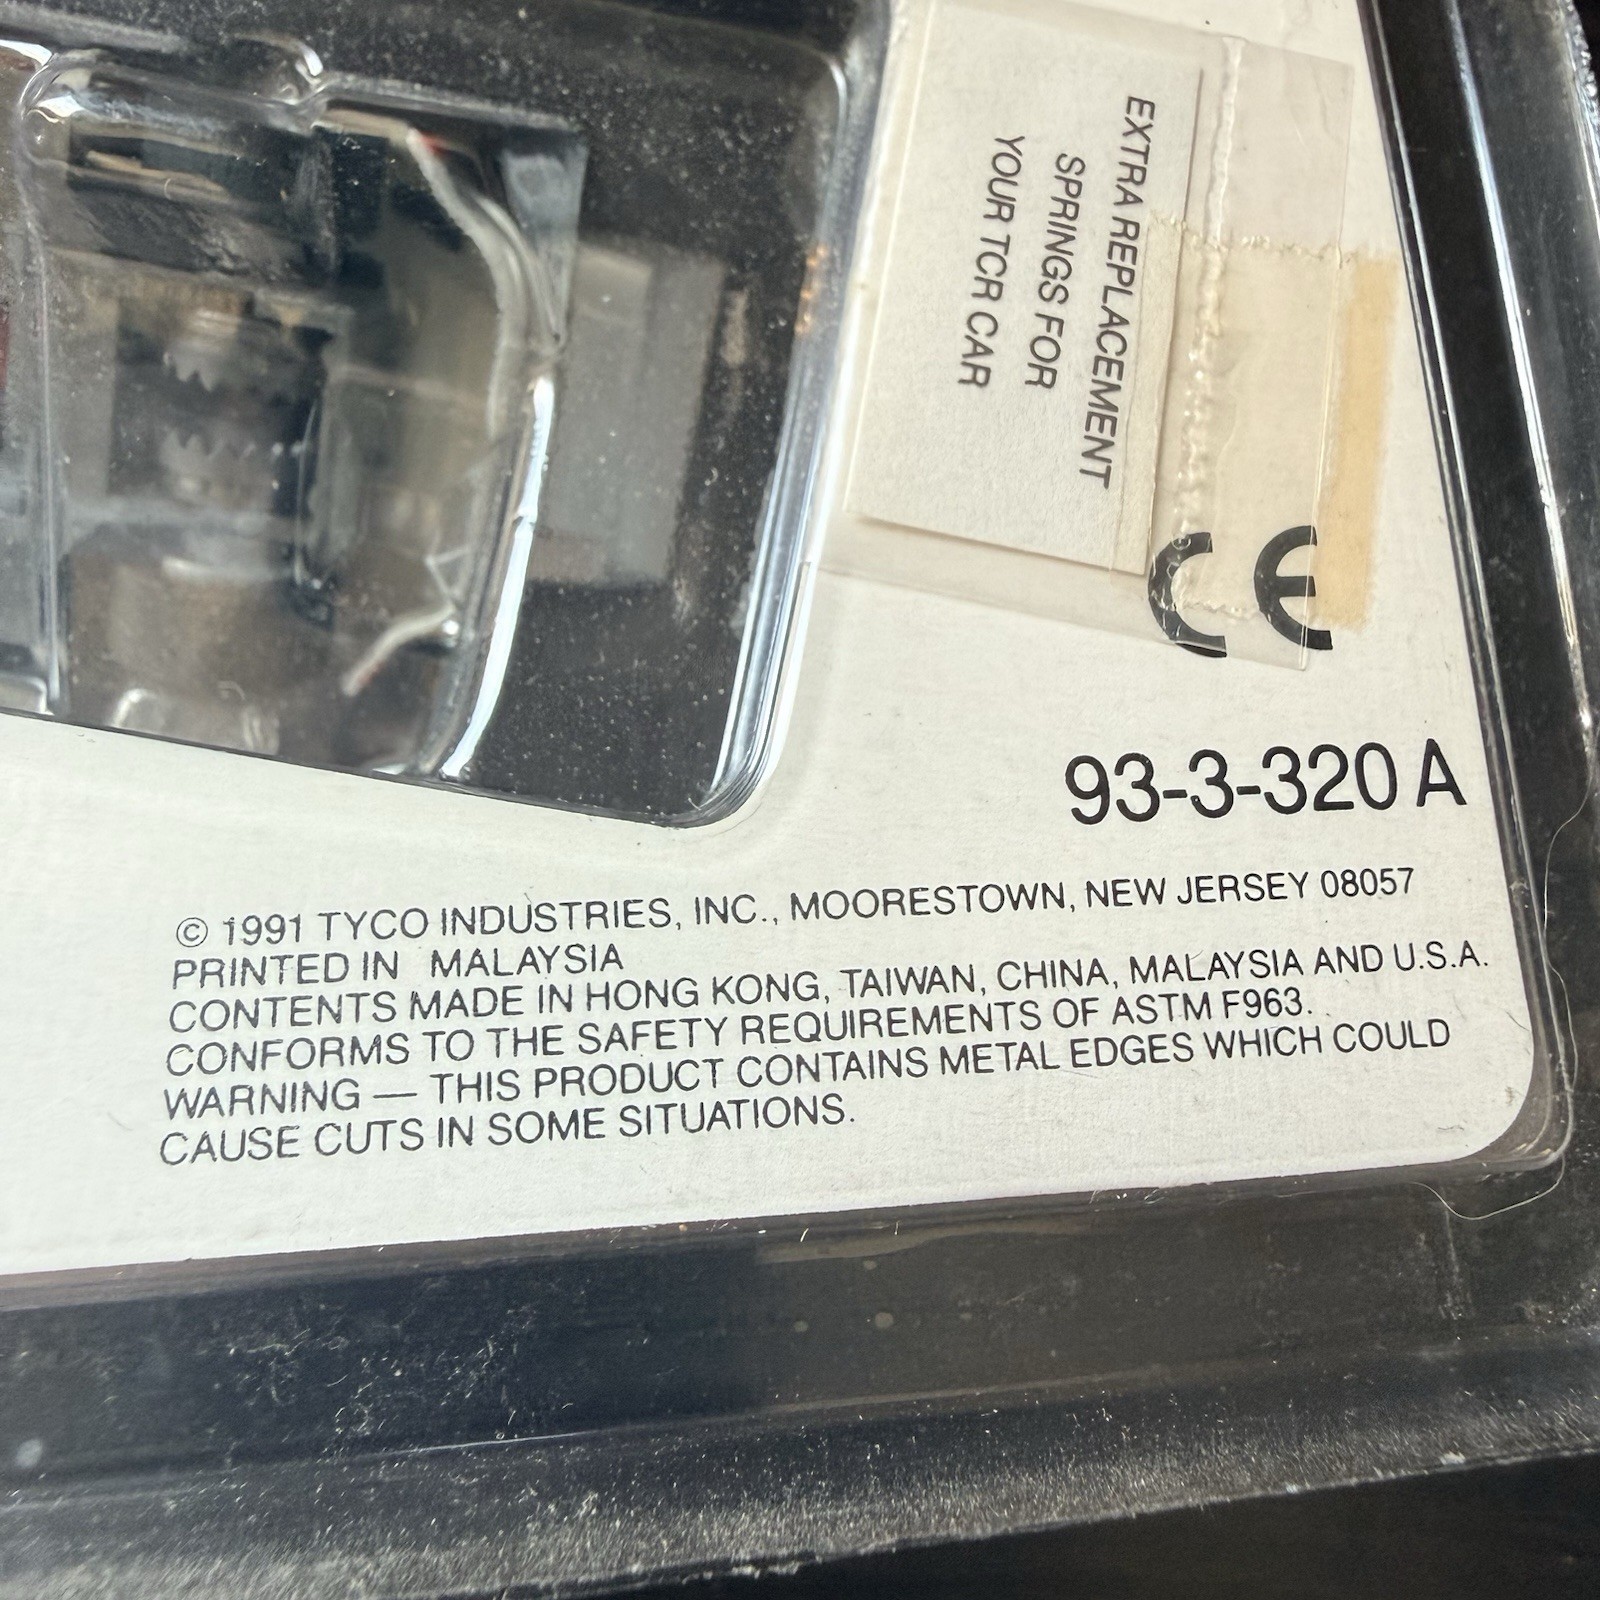 EXTRA REPLACEMENT
SPRINGS FOR
YOUR TCR CAR
CE
93-3-320 A
© 1991 TYCO INDUSTRIES, INC., MOORESTOWN, NEW JERSEY 08057
PRINTED IN MALAYSIA
CONTENTS MADE IN HONG KONG, TAIWAN, CHINA, MALAYSIA AND U.S.A.
CONFORMS TO THE SAFETY REQUIREMENTS OF ASTM F963.
WARNING — THIS PRODUCT CONTAINS METAL EDGES WHICH COULD
CAUSE CUTS IN SOME SITUATIONS.